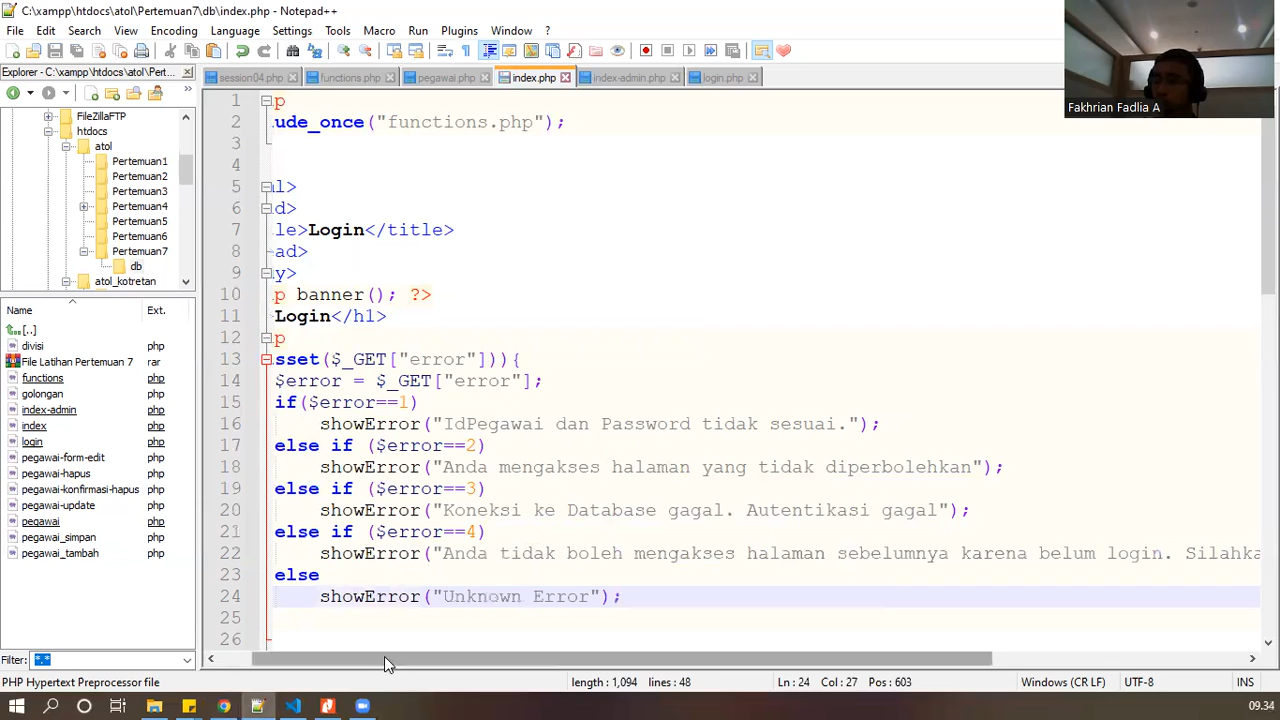 C:\xampp\htdocs\atol\Pertemuan7\db\index.php - Notepad++
File Edit Search View Encoding Language Settings Tools Macro Run Plugins Window ?
Fakhrian Fadlia A
Explorer - C:\xampp\htdocs\atol\Pert...
session04.php functions.php pegawai.php index.php index-admin.php login.php
FileZillaFTP
htdocs
atol
Pertemuan1
Pertemuan2
Pertemuan3
Pertemuan4
Pertemuan5
Pertemuan6
Pertemuan7
db
atol_kotretan
Name Ext.
[..]
divisi php
File Latihan Pertemuan 7 rar
functions php
golongan php
index-admin php
index php
login php
pegawai-form-edit php
pegawai-hapus php
pegawai-konfirmasi-hapus php
pegawai-update php
pegawai php
pegawai_simpan php
pegawai_tambah php
Filter: *.*
1 p
2 ude_once("functions.php");
3
4
5 l>
6 d>
7 le>Login</title>
8 ad>
9 y>
10 p banner(); ?>
11 Login</h1>
12 p
13 sset($_GET["error"])){
14 $error = $_GET["error"];
15 if($error==1)
16 showError("IdPegawai dan Password tidak sesuai.");
17 else if ($error==2)
18 showError("Anda mengakses halaman yang tidak diperbolehkan");
19 else if ($error==3)
20 showError("Koneksi ke Database gagal. Autentikasi gagal");
21 else if ($error==4)
22 showError("Anda tidak boleh mengakses halaman sebelumnya karena belum login. Silahka
23 else
24 showError("Unknown Error");
25
26
PHP Hypertext Preprocessor file length : 1,094 lines : 48 Ln : 24 Col : 27 Pos : 603 Windows (CR LF) UTF-8 INS
09.34